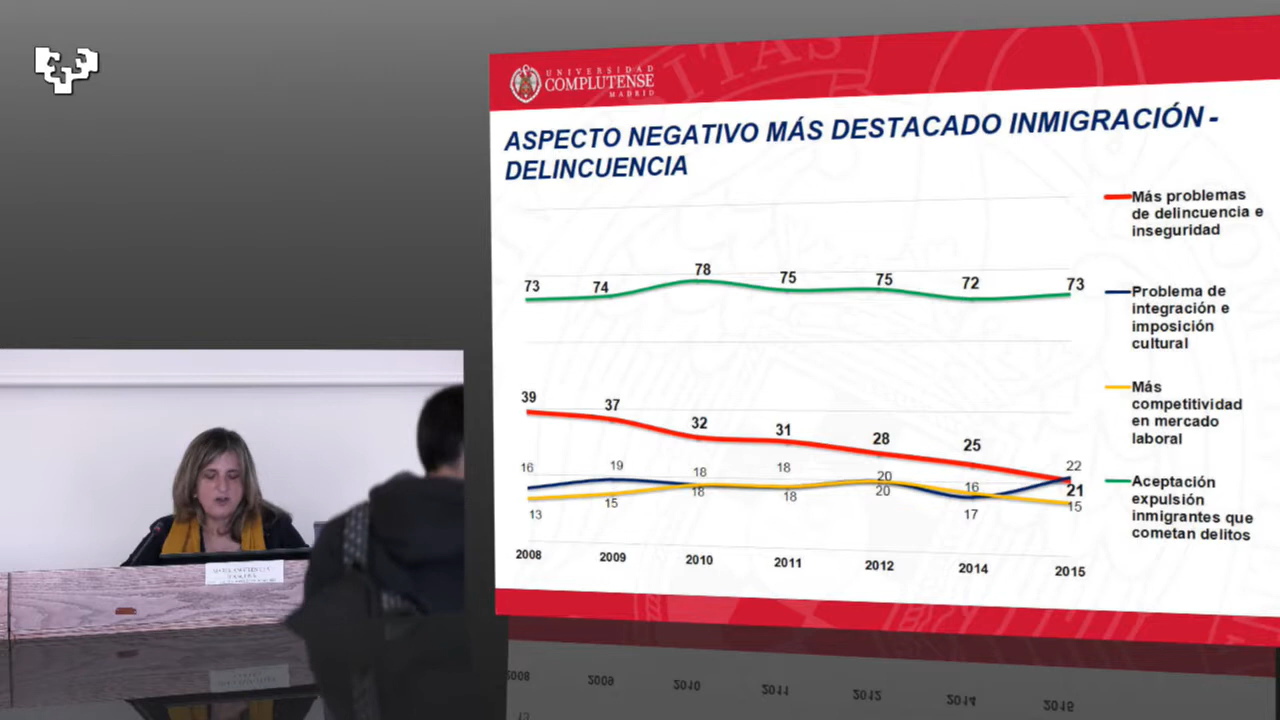 UNIVERSIDAD
COMPLUTENSE
MADRID
ASPECTO NEGATIVO MÁS DESTACADO INMIGRACIÓN -
DELINCUENCIA
73 74 78 75 75 72 73
39 37 32 31 28 25 21
16 19 18 18 20 16 22
13 15 18 18 20 17 15
2008 2009 2010 2011 2012 2014 2015
Más problemas
de delincuencia e
inseguridad
Problema de
integración e
imposición
cultural
Más
competitividad
en mercado
laboral
Aceptación
expulsión
inmigrantes que
cometan delitos